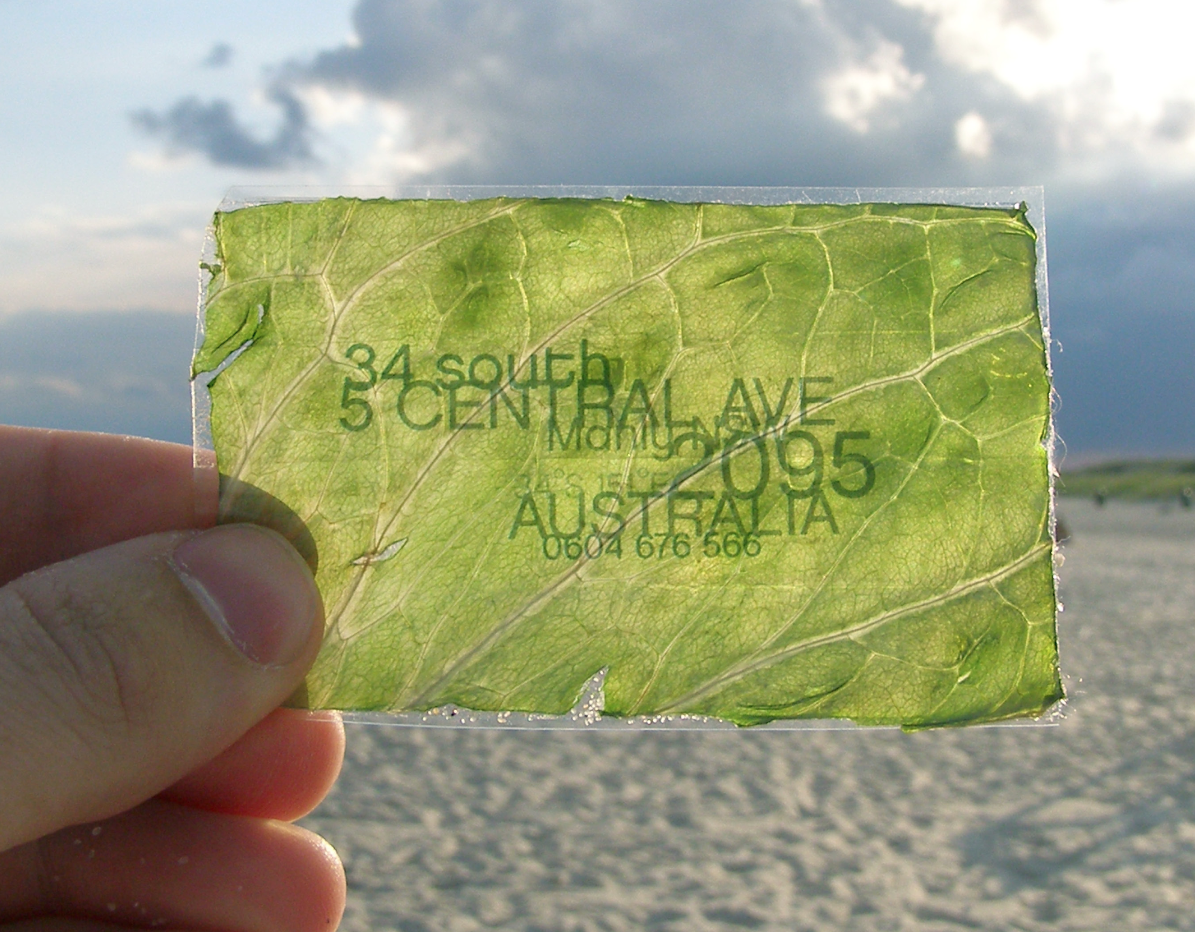 34 south
5 CENTRAL AVE
Manly NSW
2095
AUSTRALIA
0604 676 566